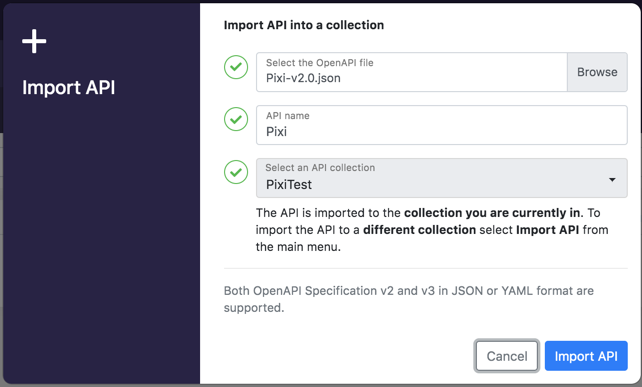 Import API
Import API into a collection
Select the OpenAPI file
Pixi-v2.0.json
Browse
API name
Pixi
Select an API collection
PixiTest
The API is imported to the collection you are currently in. To
import the API to a different collection select Import API from
the main menu.
Both OpenAPI Specification v2 and v3 in JSON or YAML format are
supported.
Cancel
Import API